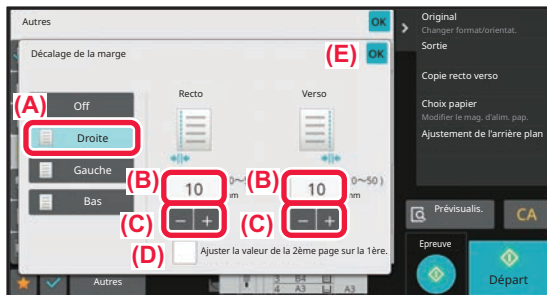 Autres
OK
Original
Changer format/orientat.
Sortie
Copie recto verso
Choix papier
Modifier le mag. d'alim. pap.
Ajustement de l'arrière plan
Décalage de la marge
(E)
OK
(A)
Off
Droite
Gauche
Bas
Recto
Verso
(B)
10
0~50 )
mm
(B)
10
(C)
- +
(C)
- +
(D)
Ajuster la valeur de la 2ème page sur la 1ère.
Prévisualis.
CA
Epreuve
Départ
Autres
3 B4
4 A3
A3